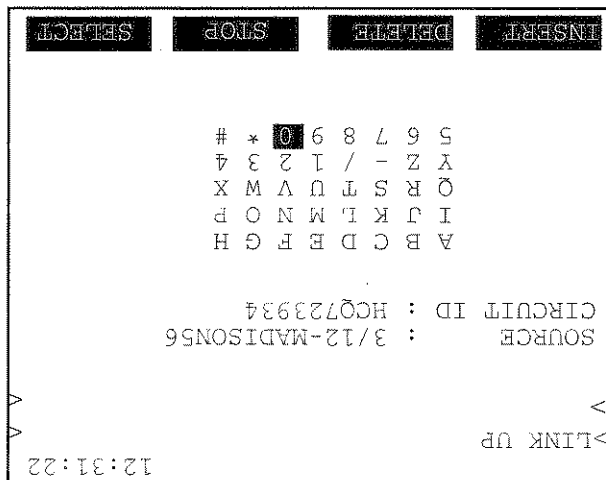 12:31:22
>LINK UP <
> <
SOURCE : 3/12-MADISON56
CIRCUIT ID : HCQ723934
A B C D E F G H
I J K L M N O P
Q R S T U V W X
Y Z - / 1 2 3 4
5 6 7 8 9 0 * #
INSERT DELETE STOP SELECT